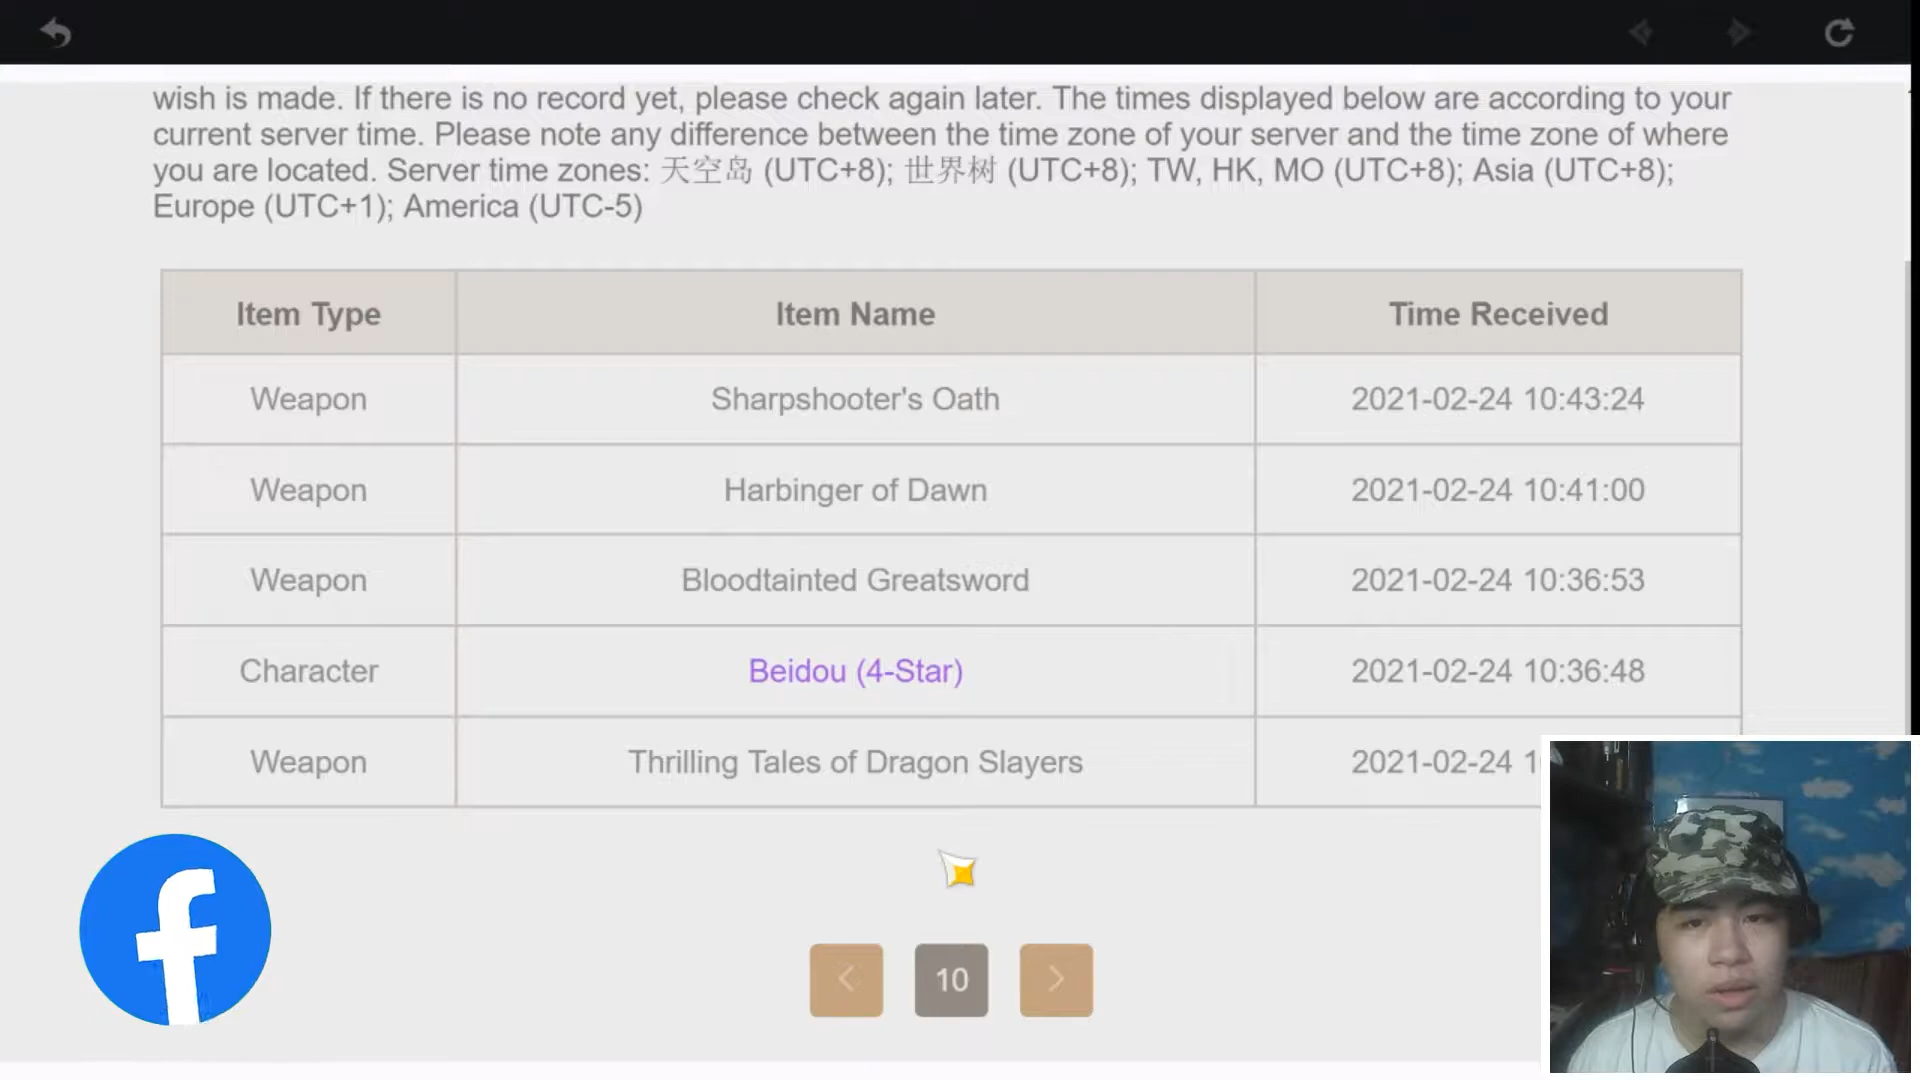 wish is made. If there is no record yet, please check again later. The times displayed below are according to your
current server time. Please note any difference between the time zone of your server and the time zone of where
you are located. Server time zones: 天空岛 (UTC+8); 世界树 (UTC+8); TW, HK, MO (UTC+8); Asia (UTC+8);
Europe (UTC+1); America (UTC-5)
Item Type Item Name Time Received
Weapon Sharpshooter's Oath 2021-02-24 10:43:24
Weapon Harbinger of Dawn 2021-02-24 10:41:00
Weapon Bloodtainted Greatsword 2021-02-24 10:36:53
Character Beidou (4-Star) 2021-02-24 10:36:48
Weapon Thrilling Tales of Dragon Slayers 2021-02-24
10